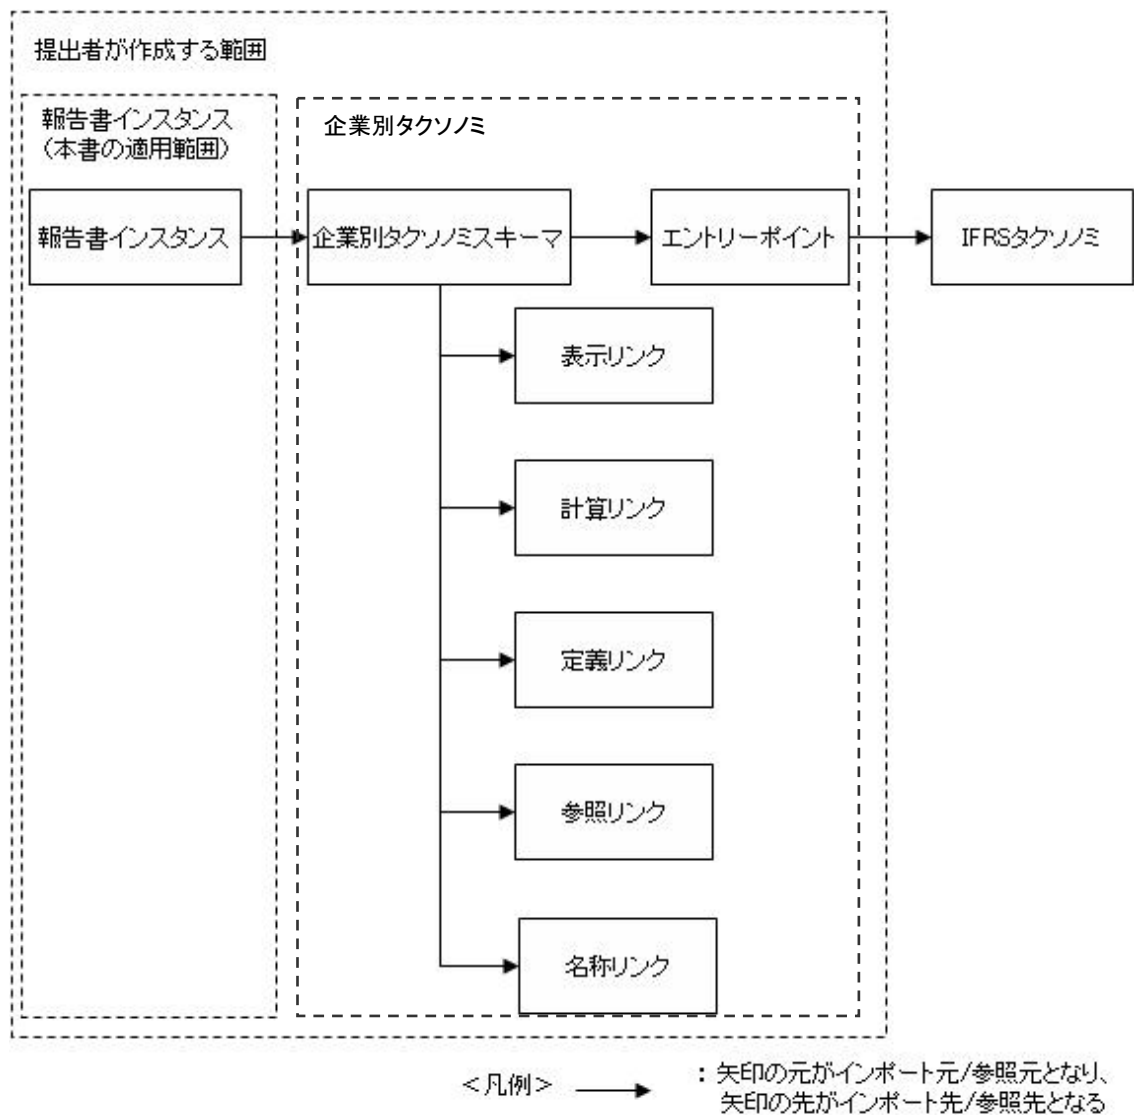 提出者が作成する範囲
報告書インスタンス
（本書の適用範囲）
企業別タクソノミ
報告書インスタンス
企業別タクソノミスキーマ
エントリーポイント
IFRSタクソノミ
表示リンク
計算リンク
定義リンク
参照リンク
名称リンク
＜凡例＞
：矢印の元がインポート元/参照元となり、
矢印の先がインポート先/参照先となる